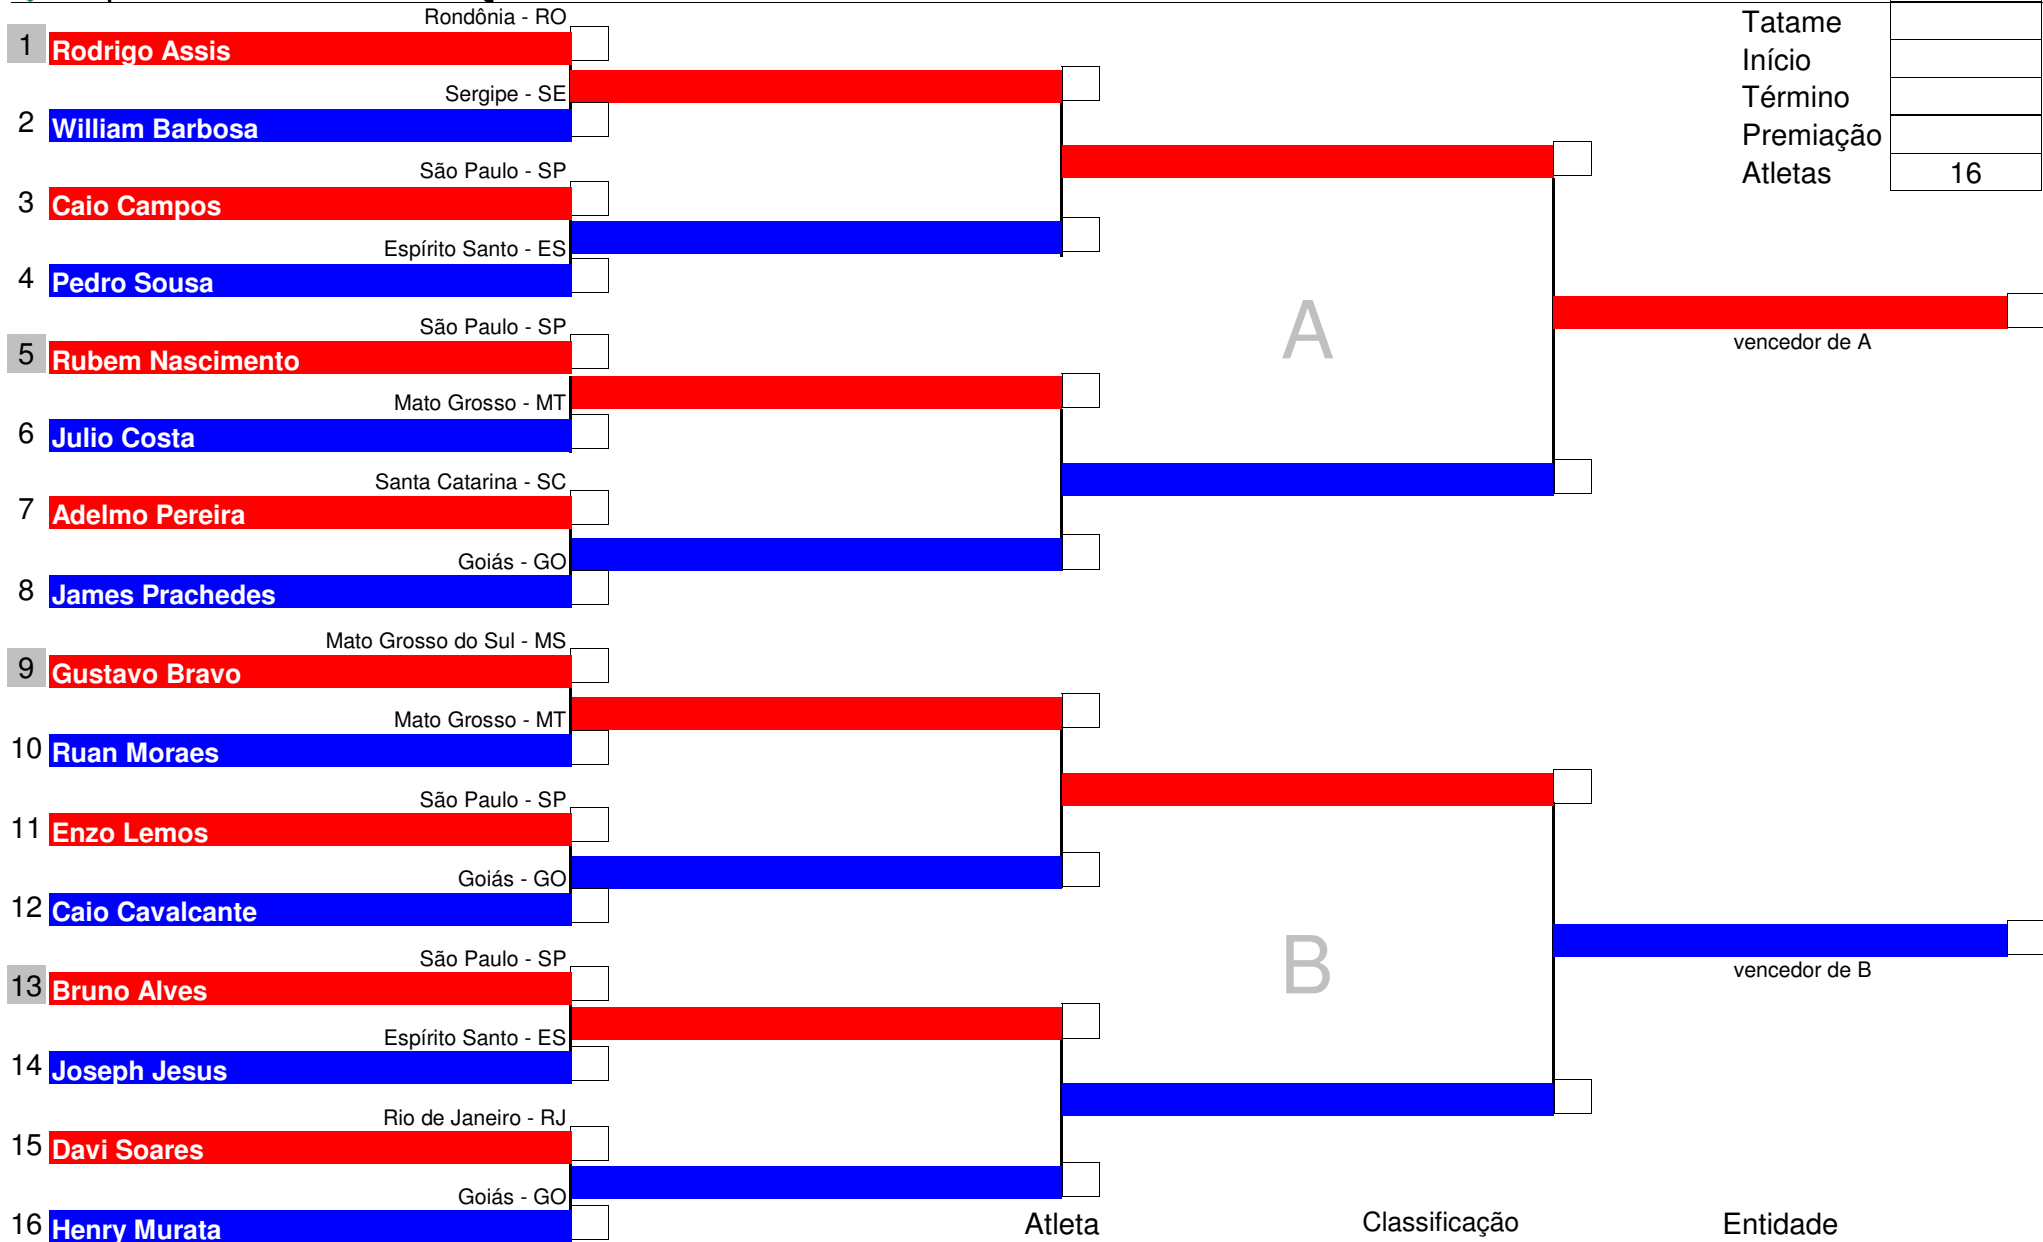 Rondônia - RO
1 Rodrigo Assis
Sergipe - SE
2 William Barbosa
São Paulo - SP
3 Caio Campos
Espírito Santo - ES
4 Pedro Sousa
São Paulo - SP
5 Rubem Nascimento
Mato Grosso - MT
6 Julio Costa
Santa Catarina - SC
7 Adelmo Pereira
Goiás - GO
8 James Prachedes
Mato Grosso do Sul - MS
9 Gustavo Bravo
Mato Grosso - MT
10 Ruan Moraes
São Paulo - SP
11 Enzo Lemos
Goiás - GO
12 Caio Cavalcante
São Paulo - SP
13 Bruno Alves
Espírito Santo - ES
14 Joseph Jesus
Rio de Janeiro - RJ
15 Davi Soares
Goiás - GO
16 Henry Murata
A
B
vencedor de A
vencedor de B
Tatame
Início
Término
Premiação
Atletas 16
Atleta Classificação Entidade